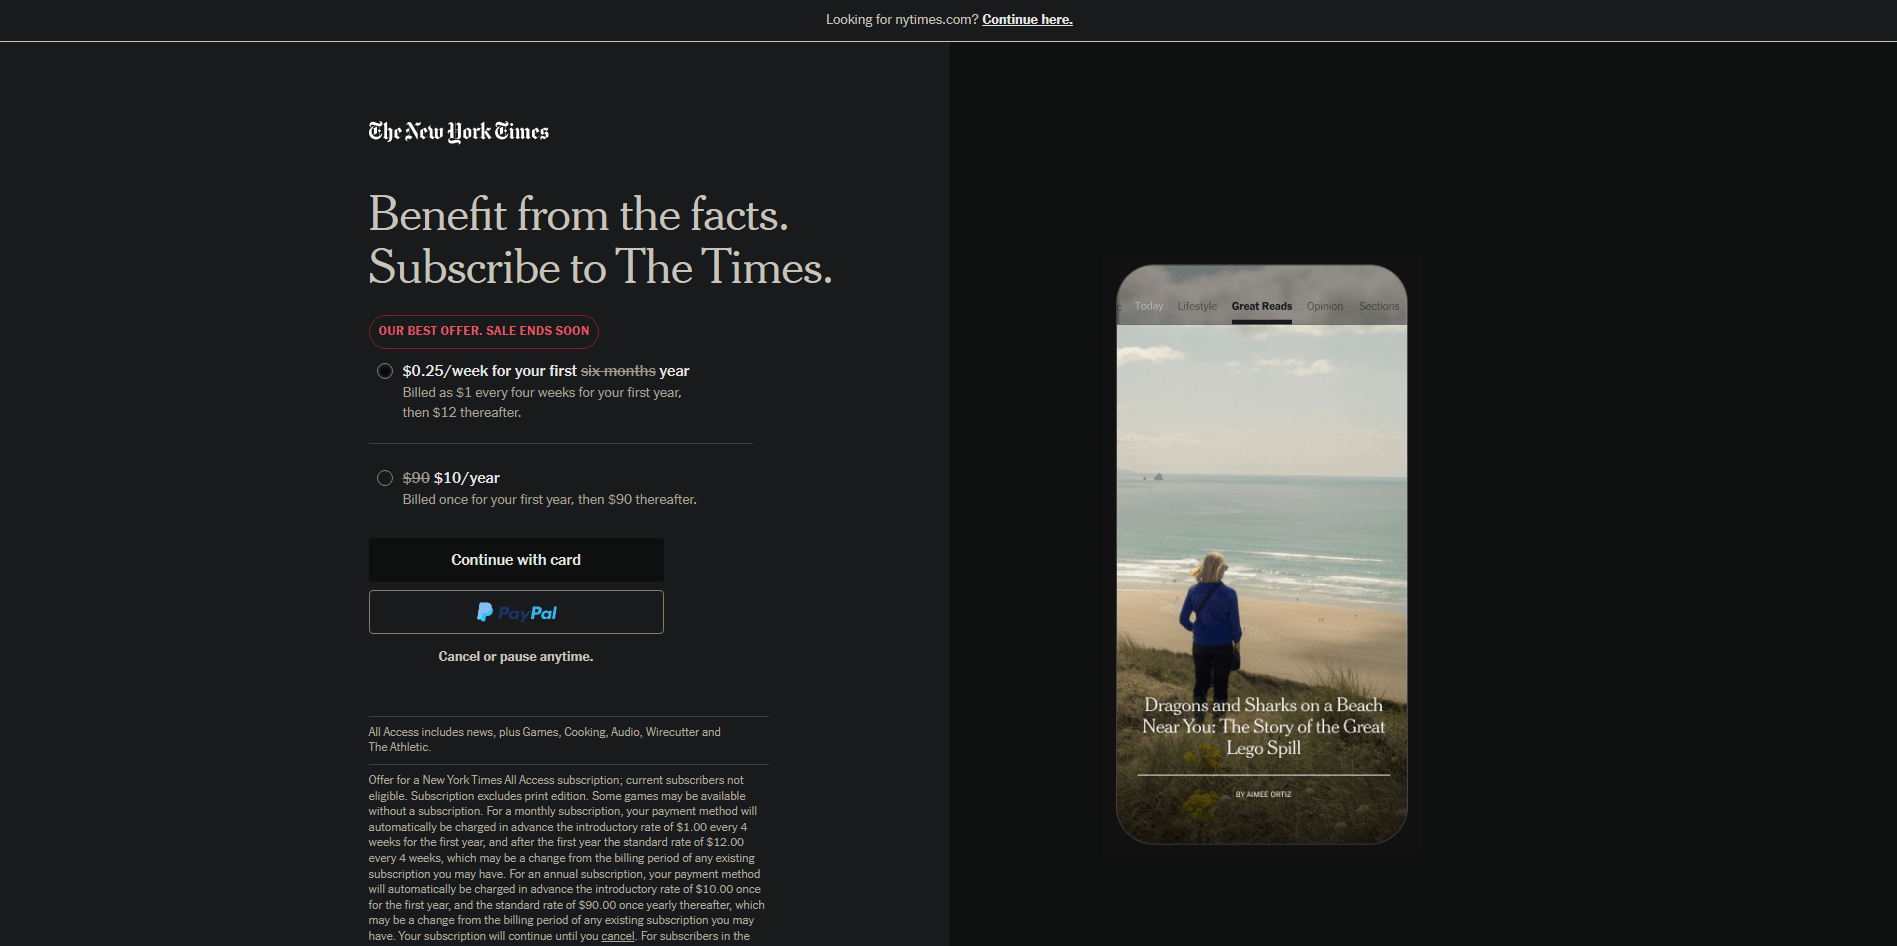 Looking for nytimes.com? Continue here.
The New York Times
Benefit from the facts.
Subscribe to The Times.
OUR BEST OFFER. SALE ENDS SOON
$0.25/week for your first six months year
Billed as $1 every four weeks for your first year,
then $12 thereafter.
$90 $10/year
Billed once for your first year, then $90 thereafter.
Continue with card
PayPal
Cancel or pause anytime.
All Access includes news, plus Games, Cooking, Audio, Wirecutter and
The Athletic.
Offer for a New York Times All Access subscription; current subscribers not
eligible. Subscription excludes print edition. Some games may be available
without a subscription. For a monthly subscription, your payment method will
automatically be charged in advance the introductory rate of $1.00 every 4
weeks for the first year, and after the first year the standard rate of $12.00
every 4 weeks, which may be a change from the billing period of any existing
subscription you may have. For an annual subscription, your payment method
will automatically be charged in advance the introductory rate of $10.00 once
for the first year, and the standard rate of $90.00 once yearly thereafter, which
may be a change from the billing period of any existing subscription you may
have. Your subscription will continue until you cancel. For subscribers in the
Today Lifestyle Great Reads Opinion Sections
Dragons and Sharks on a Beach
Near You: The Story of the Great
Lego Spill
BY AIMEE ORTIZ